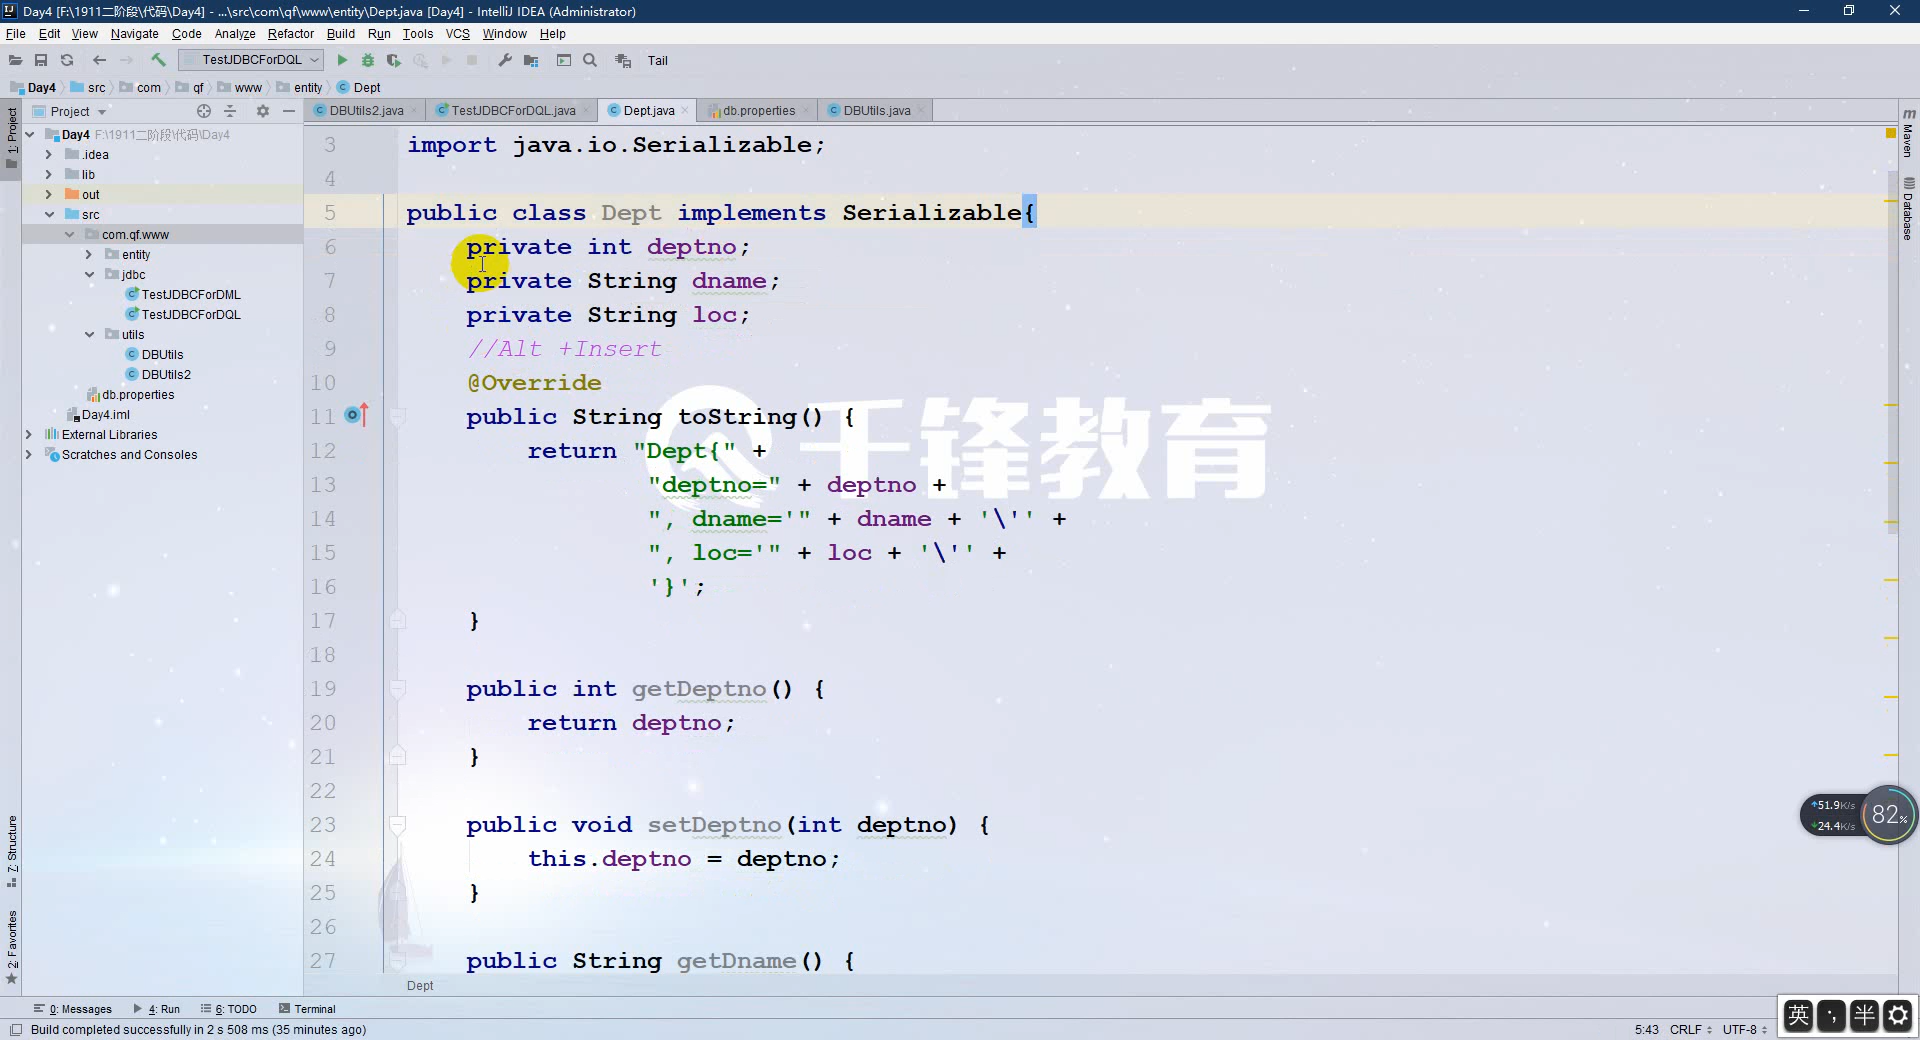 Day4 [F:\1911二阶段\代码\Day4] - ...\src\com\qf\www\entity\Dept.java [Day4] - IntelliJ IDEA (Administrator)
File Edit View Navigate Code Analyze Refactor Build Run Tools VCS Window Help
TestJDBCForDQL Tail
Day4 src com qf www entity Dept
Project
DBUtils2.java TestJDBCForDQL.java Dept.java db.properties DBUtils.java
Day4 F:\1911二阶段\代码\Day4
.idea
lib
out
src
com.qf.www
entity
jdbc
TestJDBCForDML
TestJDBCForDQL
utils
DBUtils
DBUtils2
db.properties
Day4.iml
External Libraries
Scratches and Consoles
1: Project
7: Structure
2: Favorites
3 import java.io.Serializable;
4
5 public class Dept implements Serializable{
6 private int deptno;
7 private String dname;
8 private String loc;
9 //Alt +Insert
10 @Override
11 public String toString() {
12 return "Dept{" +
13 "deptno=" + deptno +
14 ", dname='" + dname + '\'' +
15 ", loc='" + loc + '\'' +
16 '}';
17 }
18
19 public int getDeptno() {
20 return deptno;
21 }
22
23 public void setDeptno(int deptno) {
24 this.deptno = deptno;
25 }
26
27 public String getDname() {
千锋教育
Dept
Maven
Database
51.9K/s
24.4K/s
82%
0: Messages 4: Run 6: TODO Terminal
Build completed successfully in 2 s 508 ms (35 minutes ago)
5:43 CRLF UTF-8
英 ·, 半